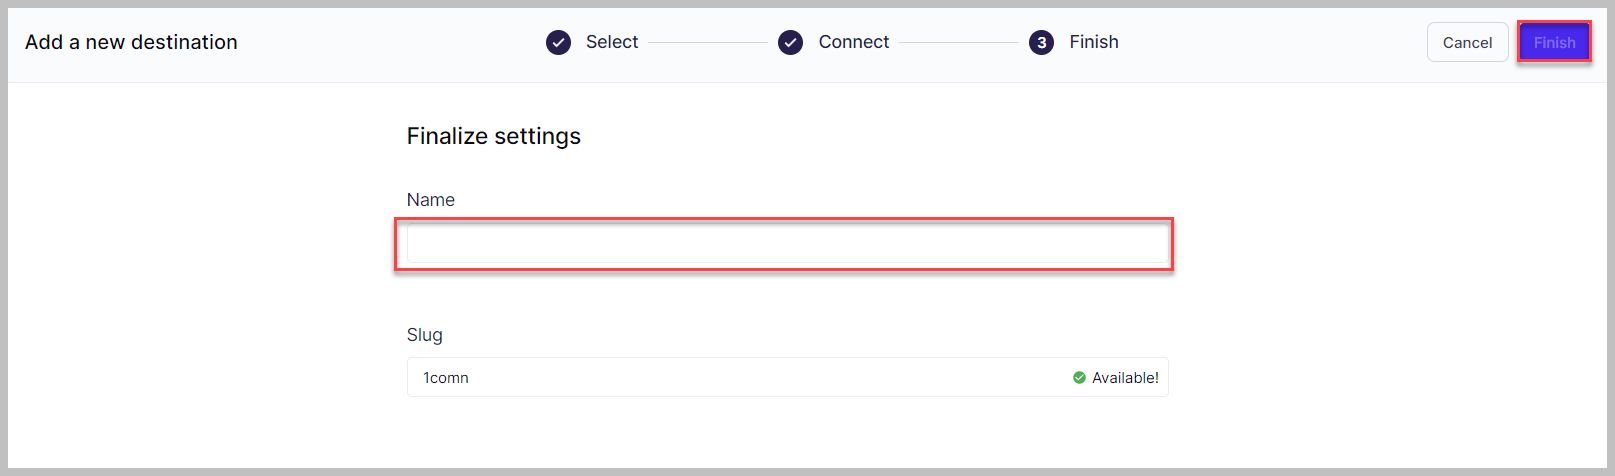 Add a new destination
Select
Connect
3 Finish
Cancel
Finish
Finalize settings
Name
Slug
1comn
Available!